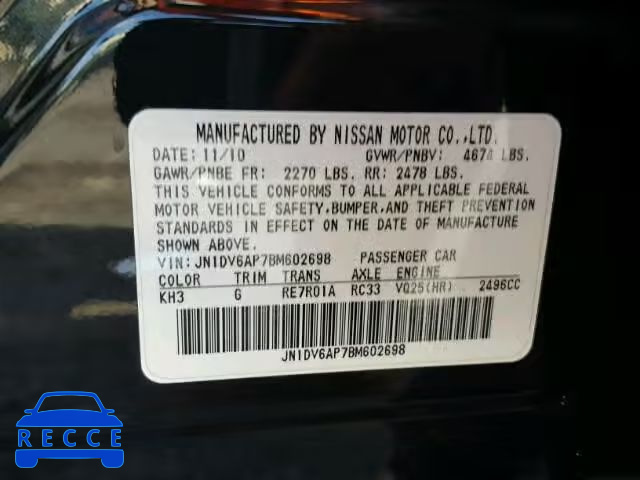 MANUFACTURED BY NISSAN MOTOR CO.,LTD.
DATE: 11/10 GVWR/PNBV: 4674 LBS.
GAWR/PNBE FR: 2270 LBS. RR: 2478 LBS.
THIS VEHICLE CONFORMS TO ALL APPLICABLE FEDERAL
MOTOR VEHICLE SAFETY,BUMPER,AND THEFT PREVENTION
STANDARDS IN EFFECT ON THE DATE OF MANUFACTURE
SHOWN ABOVE.
VIN: JN1DV6AP7BM602698 PASSENGER CAR
COLOR TRIM TRANS AXLE ENGINE
KH3 G RE7R01A RC33 VQ25(HR) 2496CC
JN1DV6AP7BM602698
RECCE